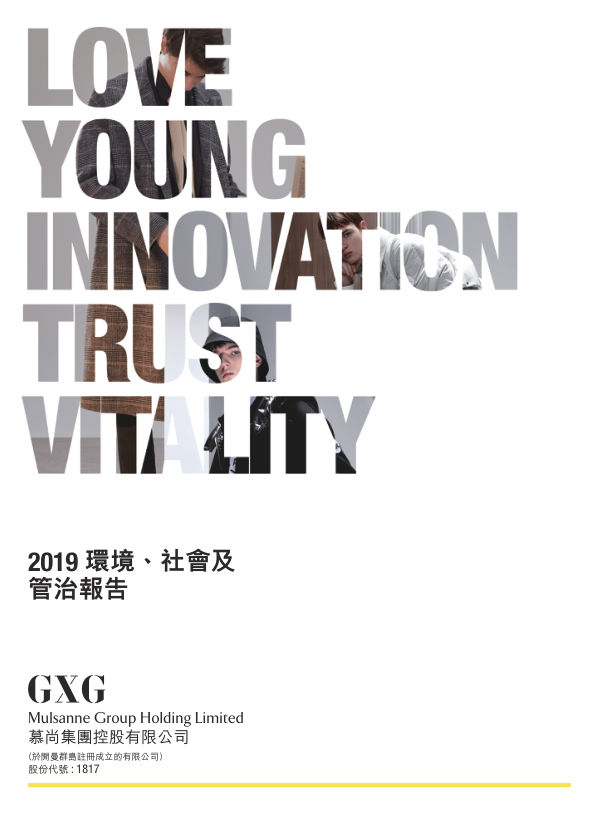 LOVE
YOUNG
INNOVATION
TRUST
VITALITY
2019 環境、社會及
管治報告
GXG
Mulsanne Group Holding Limited
慕尚集團控股有限公司
(於開曼群島註冊成立的有限公司)
股份代號 : 1817